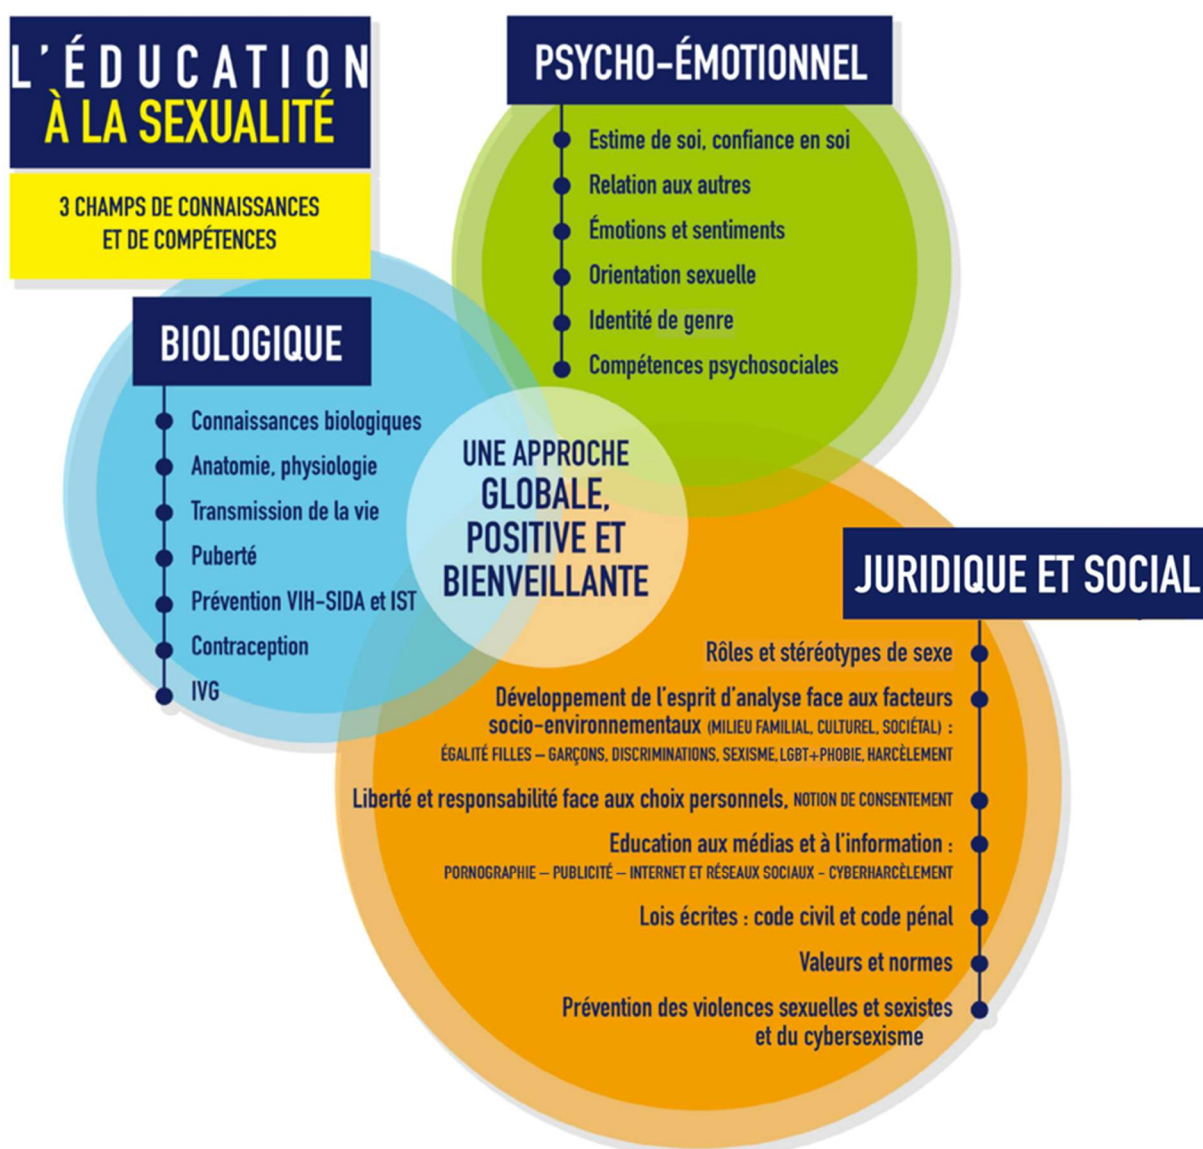 L'ÉDUCATION
À LA SEXUALITÉ
3 CHAMPS DE CONNAISSANCES
ET DE COMPÉTENCES
PSYCHO-ÉMOTIONNEL
Estime de soi, confiance en soi
Relation aux autres
Émotions et sentiments
Orientation sexuelle
Identité de genre
Compétences psychosociales
BIOLOGIQUE
Connaissances biologiques
Anatomie, physiologie
Transmission de la vie
Puberté
Prévention VIH-SIDA et IST
Contraception
IVG
UNE APPROCHE
GLOBALE,
POSITIVE ET
BIENVEILLANTE
JURIDIQUE ET SOCIAL
Rôles et stéréotypes de sexe
Développement de l'esprit d'analyse face aux facteurs
socio-environnementaux (MILIEU FAMILIAL, CULTUREL, SOCIÉTAL) :
ÉGALITÉ FILLES – GARÇONS, DISCRIMINATIONS, SEXISME, LGBT+PHOBIE, HARCÈLEMENT
Liberté et responsabilité face aux choix personnels, NOTION DE CONSENTEMENT
Education aux médias et à l'information :
PORNOGRAPHIE – PUBLICITÉ – INTERNET ET RÉSEAUX SOCIAUX - CYBERHARCÈLEMENT
Lois écrites : code civil et code pénal
Valeurs et normes
Prévention des violences sexuelles et sexistes
et du cybersexisme